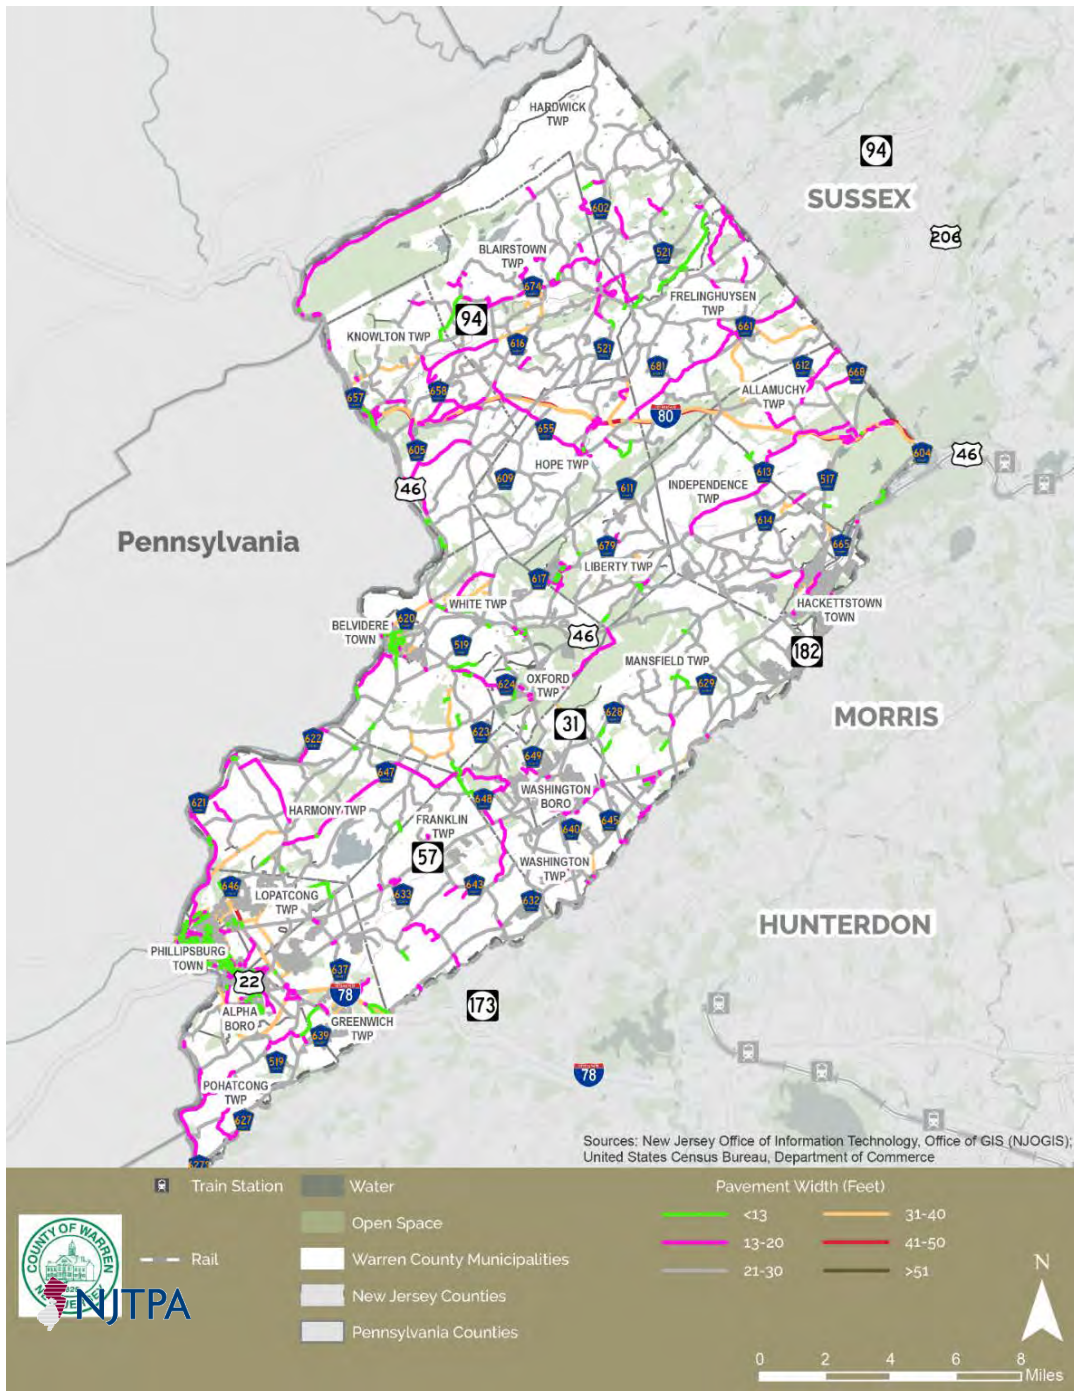 HARDWICK
TWP
94
SUSSEX
206
602
521
BLAIRSTOWN
TWP
674
FRELINGHUYSEN
TWP
94
661
KNOWLTON TWP
616
521
681
612
668
658
ALLAMUCHY
TWP
657
80
655
605
604
46
HOPE TWP
613
517
609
46
611
INDEPENDENCE
TWP
614
Pennsylvania
679
665
617
LIBERTY TWP
WHITE TWP
HACKETTSTOWN
TWP
620
BELVIDERE
TOWN
519
46
182
MANSFIELD TWP
624
OXFORD
TWP
629
628
31
MORRIS
622
623
649
647
WASHINGTON
BORO
621
648
HARMONY TWP
FRANKLIN
TWP
645
640
57
WASHINGTON
TWP
646
643
633
632
LOPATCONG
TWP
HUNTERDON
PHILLIPSBURG
TOWN
637
22
78
173
ALPHA
BORO
GREENWICH
TWP
639
519
78
POHATCONG
TWP
627
Sources: New Jersey Office of Information Technology, Office of GIS (NJOGIS);
United States Census Bureau, Department of Commerce
Train Station
Water
Pavement Width (Feet)
Open Space
<13
31-40
Rail
Warren County Municipalities
13-20
41-50
New Jersey Counties
21-30
>51
Pennsylvania Counties
COUNTY OF WARREN
NJTPA
N
0 2 4 6 8
Miles